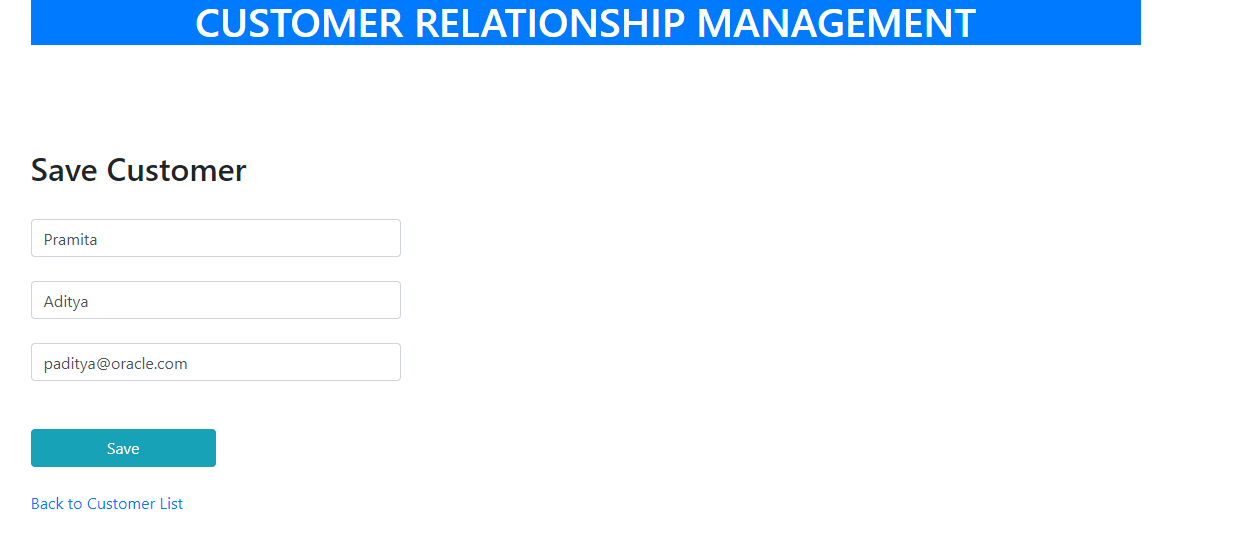 CUSTOMER RELATIONSHIP MANAGEMENT
Save Customer
Pramita
Aditya
paditya@oracle.com
Save
Back to Customer List